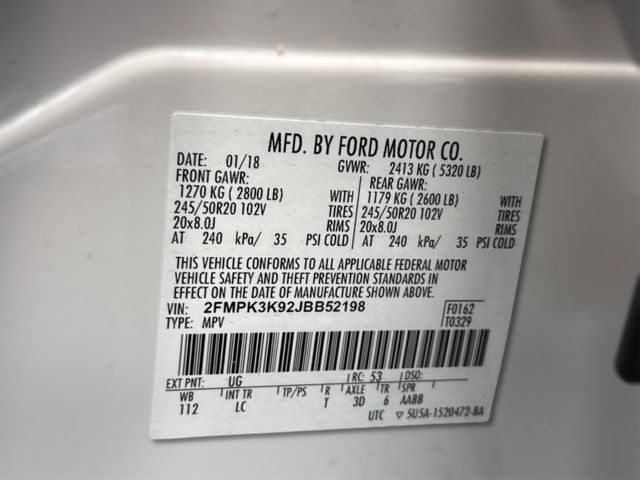 MFD. BY FORD MOTOR CO.
DATE: 01/18 GVWR: 2413 KG ( 5320 LB)
FRONT GAWR: REAR GAWR:
1270 KG ( 2800 LB) WITH 1179 KG ( 2600 LB) WITH
245/50R20 102V TIRES 245/50R20 102V TIRES
20x8.0J RIMS 20x8.0J RIMS
AT 240 kPa/ 35 PSI COLD AT 240 kPa/ 35 PSI COLD
THIS VEHICLE CONFORMS TO ALL APPLICABLE FEDERAL MOTOR
VEHICLE SAFETY AND THEFT PREVENTION STANDARDS IN
EFFECT ON THE DATE OF MANUFACTURE SHOWN ABOVE.
VIN: 2FMPK3K92JBB52198 F0162
TYPE: MPV T0329
EXT PNT: UG RC: 53 DSO:
WB INT TR TP/PS R AXLE TR SPR
112 LC T 3D 6 AABB
UTC ▽ 5U5A-1520472-BA